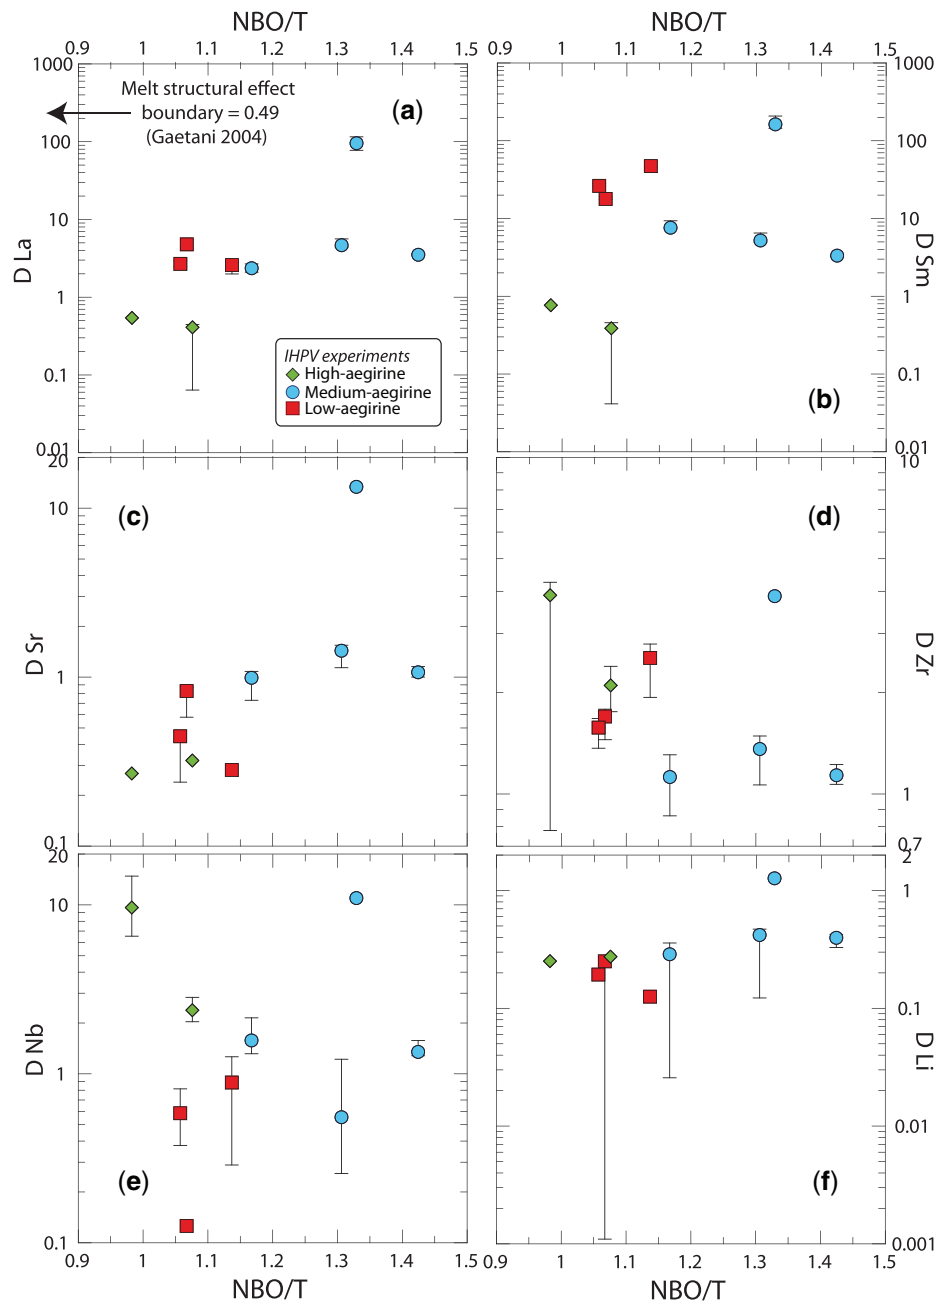 NBO/T
NBO/T
0.9 1 1.1 1.2 1.3 1.4 1.5
0.9 1 1.1 1.2 1.3 1.4 1.5
1000
100
10
1
0.1
0.01
D La
Melt structural effect
boundary = 0.49
(Gaetani 2004)
(a)
IHPV experiments
High-aegirine
Medium-aegirine
Low-aegirine
1000
100
10
1
0.1
0.01
D Sm
(b)
20
10
1
0.1
D Sr
(c)
10
1
0.7
D Zr
(d)
20
10
1
0.1
D Nb
(e)
2
1
0.1
0.01
0.001
D Li
(f)
0.9 1 1.1 1.2 1.3 1.4 1.5
0.9 1 1.1 1.2 1.3 1.4 1.5
NBO/T
NBO/T